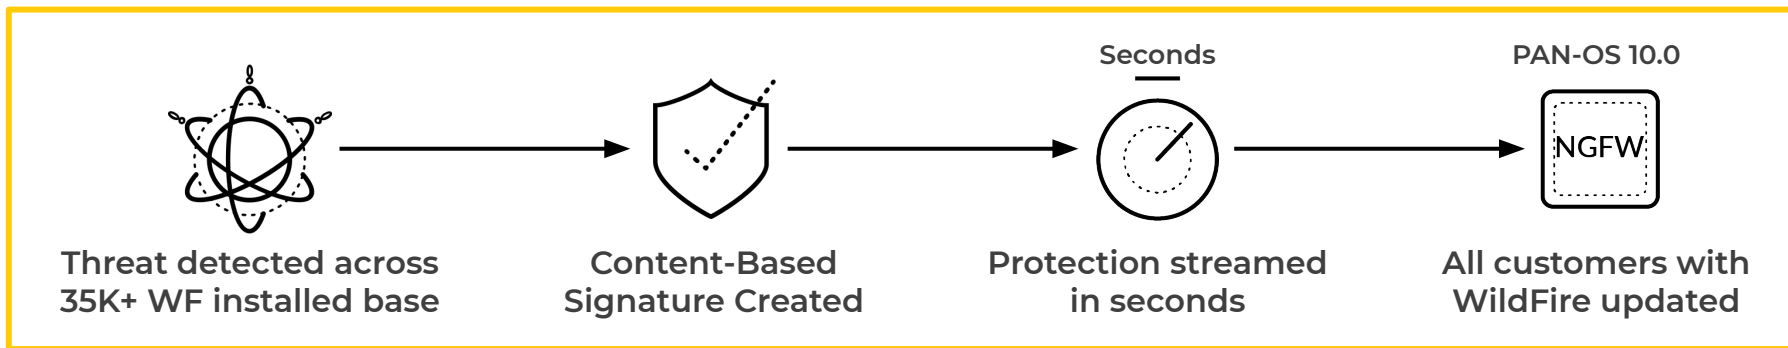 Threat detected across
35K+ WF installed base
Content-Based
Signature Created
Seconds
Protection streamed
in seconds
PAN-OS 10.0
NGFW
All customers with
WildFire updated